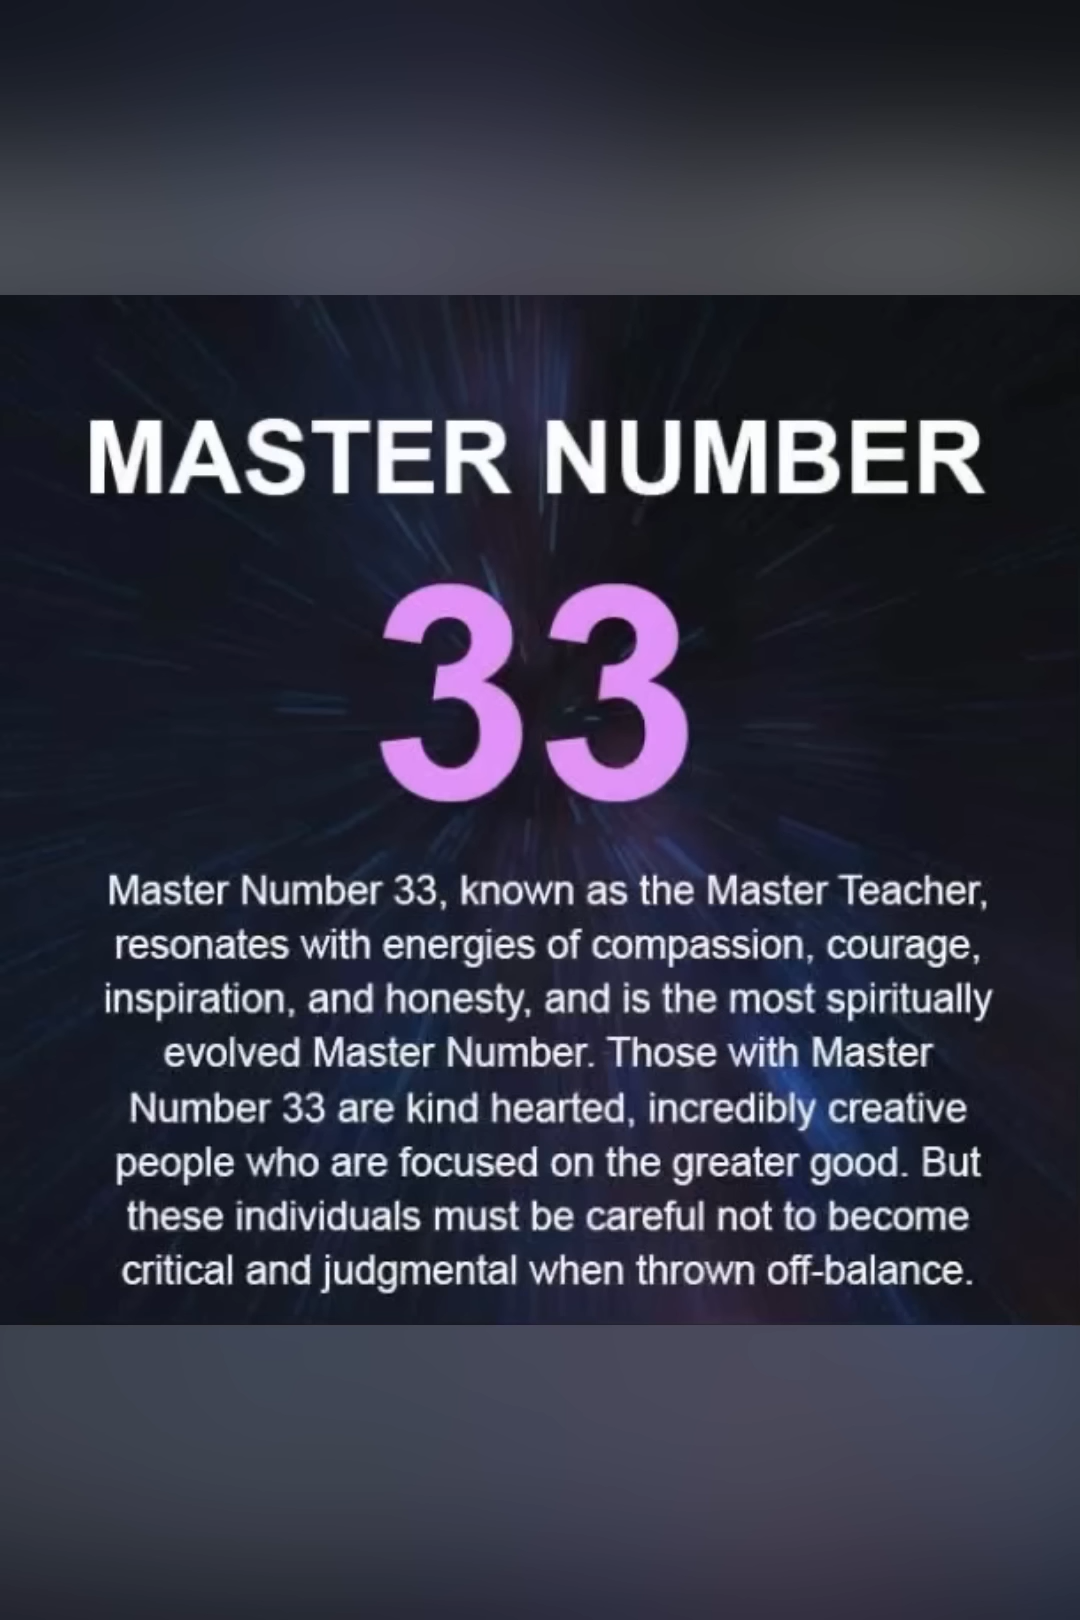 MASTER NUMBER
33
Master Number 33, known as the Master Teacher,
resonates with energies of compassion, courage,
inspiration, and honesty, and is the most spiritually
evolved Master Number. Those with Master
Number 33 are kind hearted, incredibly creative
people who are focused on the greater good. But
these individuals must be careful not to become
critical and judgmental when thrown off-balance.